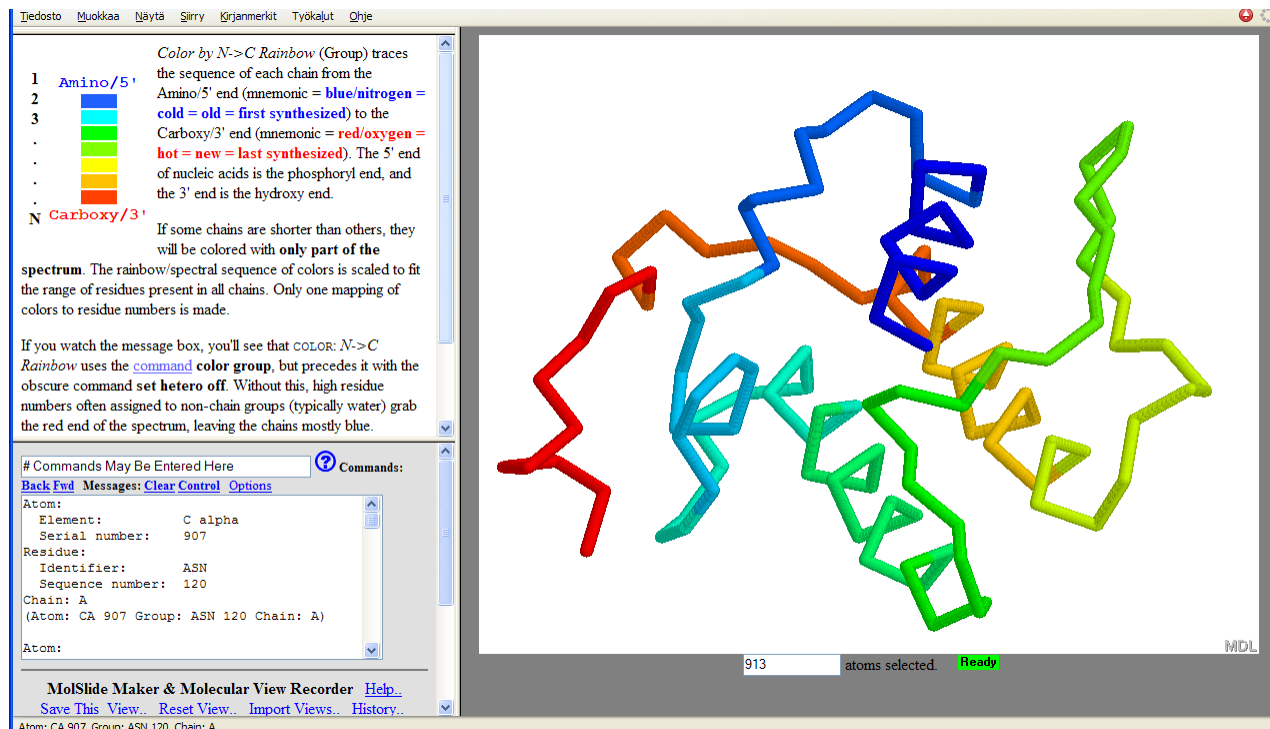 Tiedosto Muokkaa Näytä Siirry Kirjanmerkit Työkalut Ohje
Color by N->C Rainbow (Group) traces
the sequence of each chain from the
Amino/5' end (mnemonic = blue/nitrogen =
cold = old = first synthesized) to the
Carboxy/3' end (mnemonic = red/oxygen =
hot = new = last synthesized). The 5' end
of nucleic acids is the phosphoryl end, and
the 3' end is the hydroxy end.
1
2
3
.
.
.
.
N
Amino/5'
Carboxy/3'
If some chains are shorter than others, they
will be colored with only part of the
spectrum. The rainbow/spectral sequence of colors is scaled to fit
the range of residues present in all chains. Only one mapping of
colors to residue numbers is made.
If you watch the message box, you'll see that COLOR: N->C
Rainbow uses the command color group, but precedes it with the
obscure command set hetero off. Without this, high residue
numbers often assigned to non-chain groups (typically water) grab
the red end of the spectrum, leaving the chains mostly blue.
# Commands May Be Entered Here ? Commands:
Back Fwd Messages: Clear Control Options
Atom:
Element: C alpha
Serial number: 907
Residue:
Identifier: ASN
Sequence number: 120
Chain: A
(Atom: CA 907 Group: ASN 120 Chain: A)
Atom:
MolSlide Maker & Molecular View Recorder Help..
Save This View.. Reset View.. Import Views.. History..
Atom: CA 907 Group: ASN 120 Chain: A
MDL
913 atoms selected. Ready